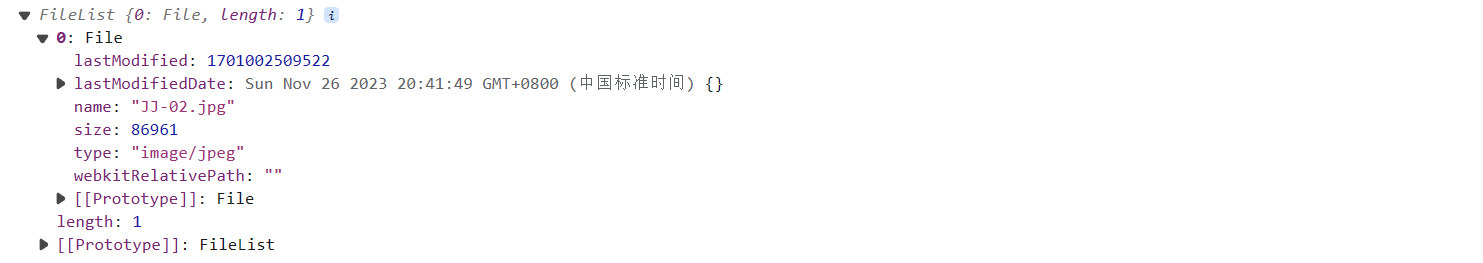 FileList {0: File, length: 1} i
0: File
lastModified: 1701002509522
lastModifiedDate: Sun Nov 26 2023 20:41:49 GMT+0800 (中国标准时间) {}
name: "JJ-02.jpg"
size: 86961
type: "image/jpeg"
webkitRelativePath: ""
[[Prototype]]: File
length: 1
[[Prototype]]: FileList